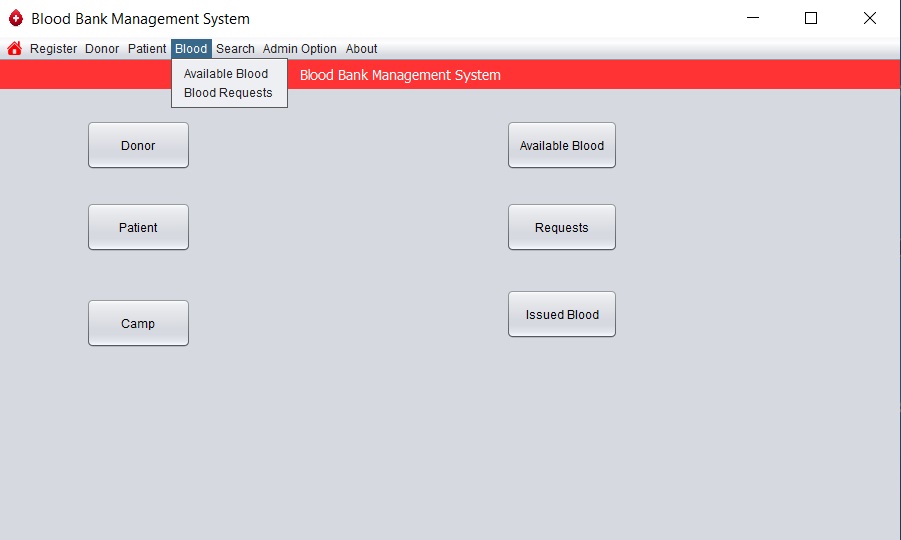 Blood Bank Management System
Register Donor Patient Blood Search Admin Option About
Available Blood
Blood Requests
Blood Bank Management System
Donor
Available Blood
Patient
Requests
Camp
Issued Blood